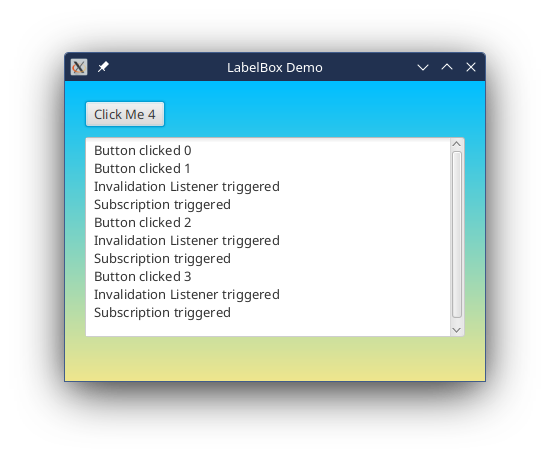 LabelBox Demo
Click Me 4
Button clicked 0
Button clicked 1
Invalidation Listener triggered
Subscription triggered
Button clicked 2
Invalidation Listener triggered
Subscription triggered
Button clicked 3
Invalidation Listener triggered
Subscription triggered